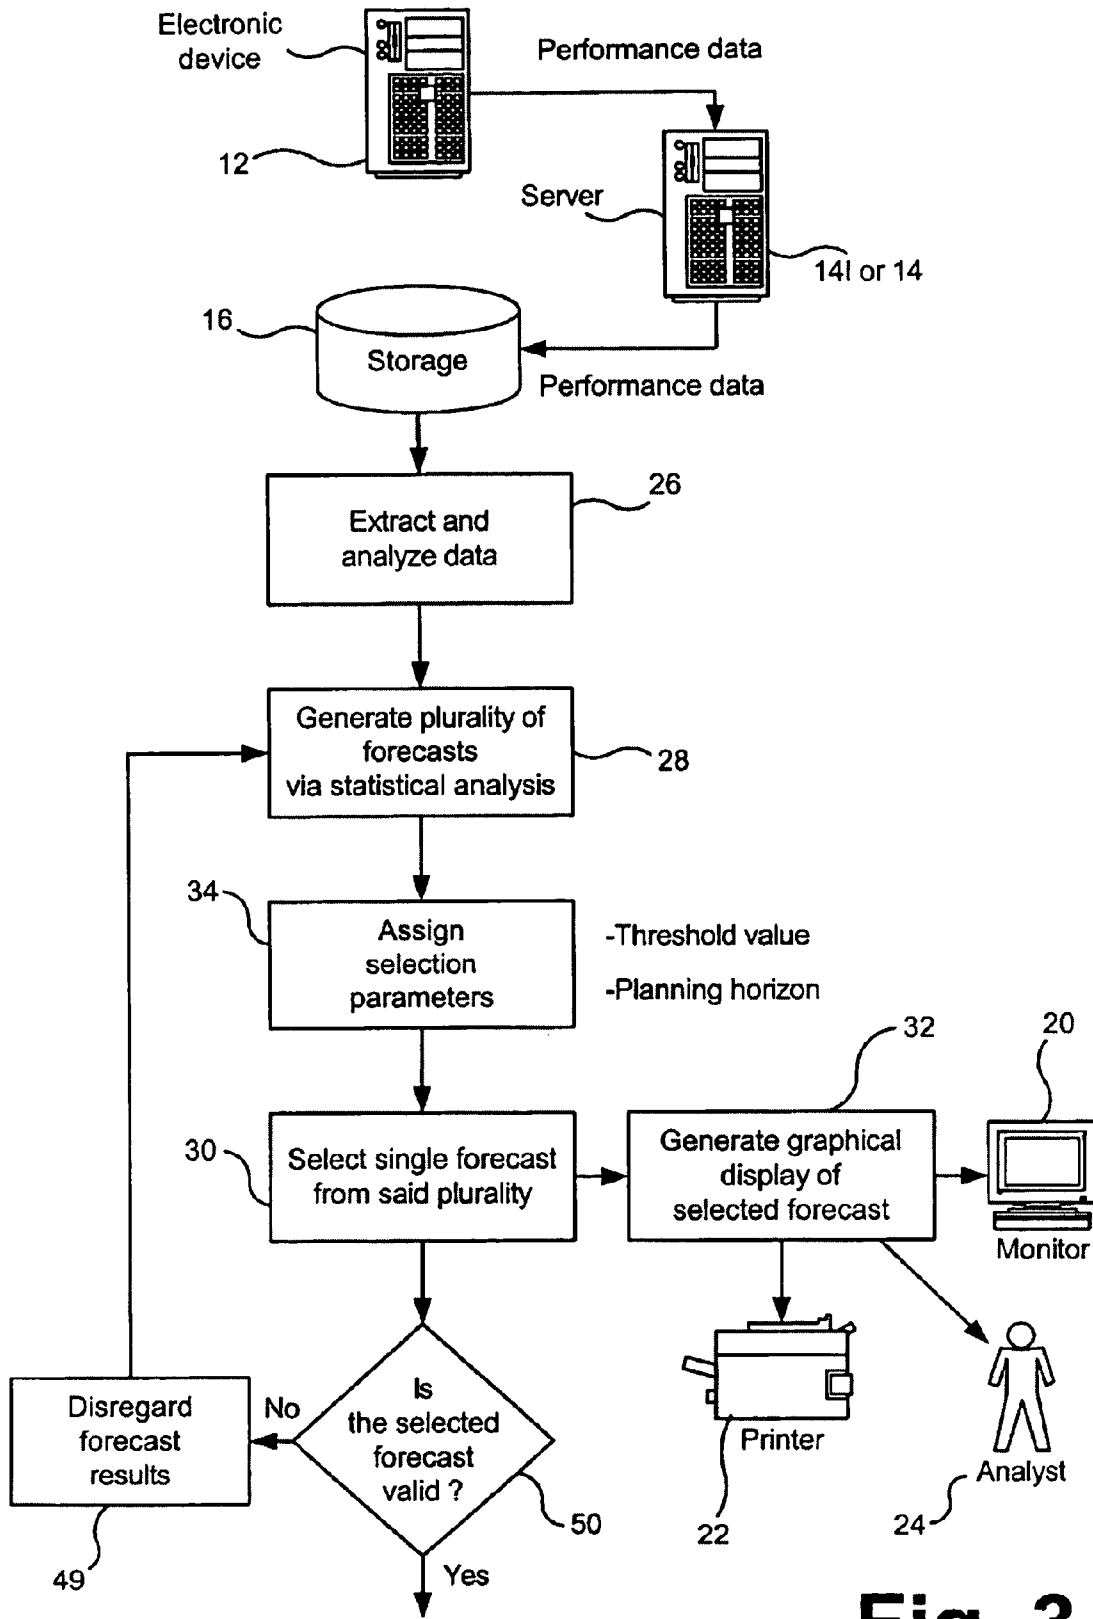 Electronic
device
Performance data
12
Server
14I or 14
16
Storage
Performance data
26
Extract and
analyze data
Generate plurality of
forecasts
via statistical analysis
28
34
Assign
selection
parameters
-Threshold value
-Planning horizon
32
20
30
Select single forecast
from said plurality
Generate graphical
display of
selected forecast
Monitor
Is
the selected
forecast
valid ?
No
Disregard
forecast
results
Printer
Analyst
50
22
24
49
Yes
Fig. 3